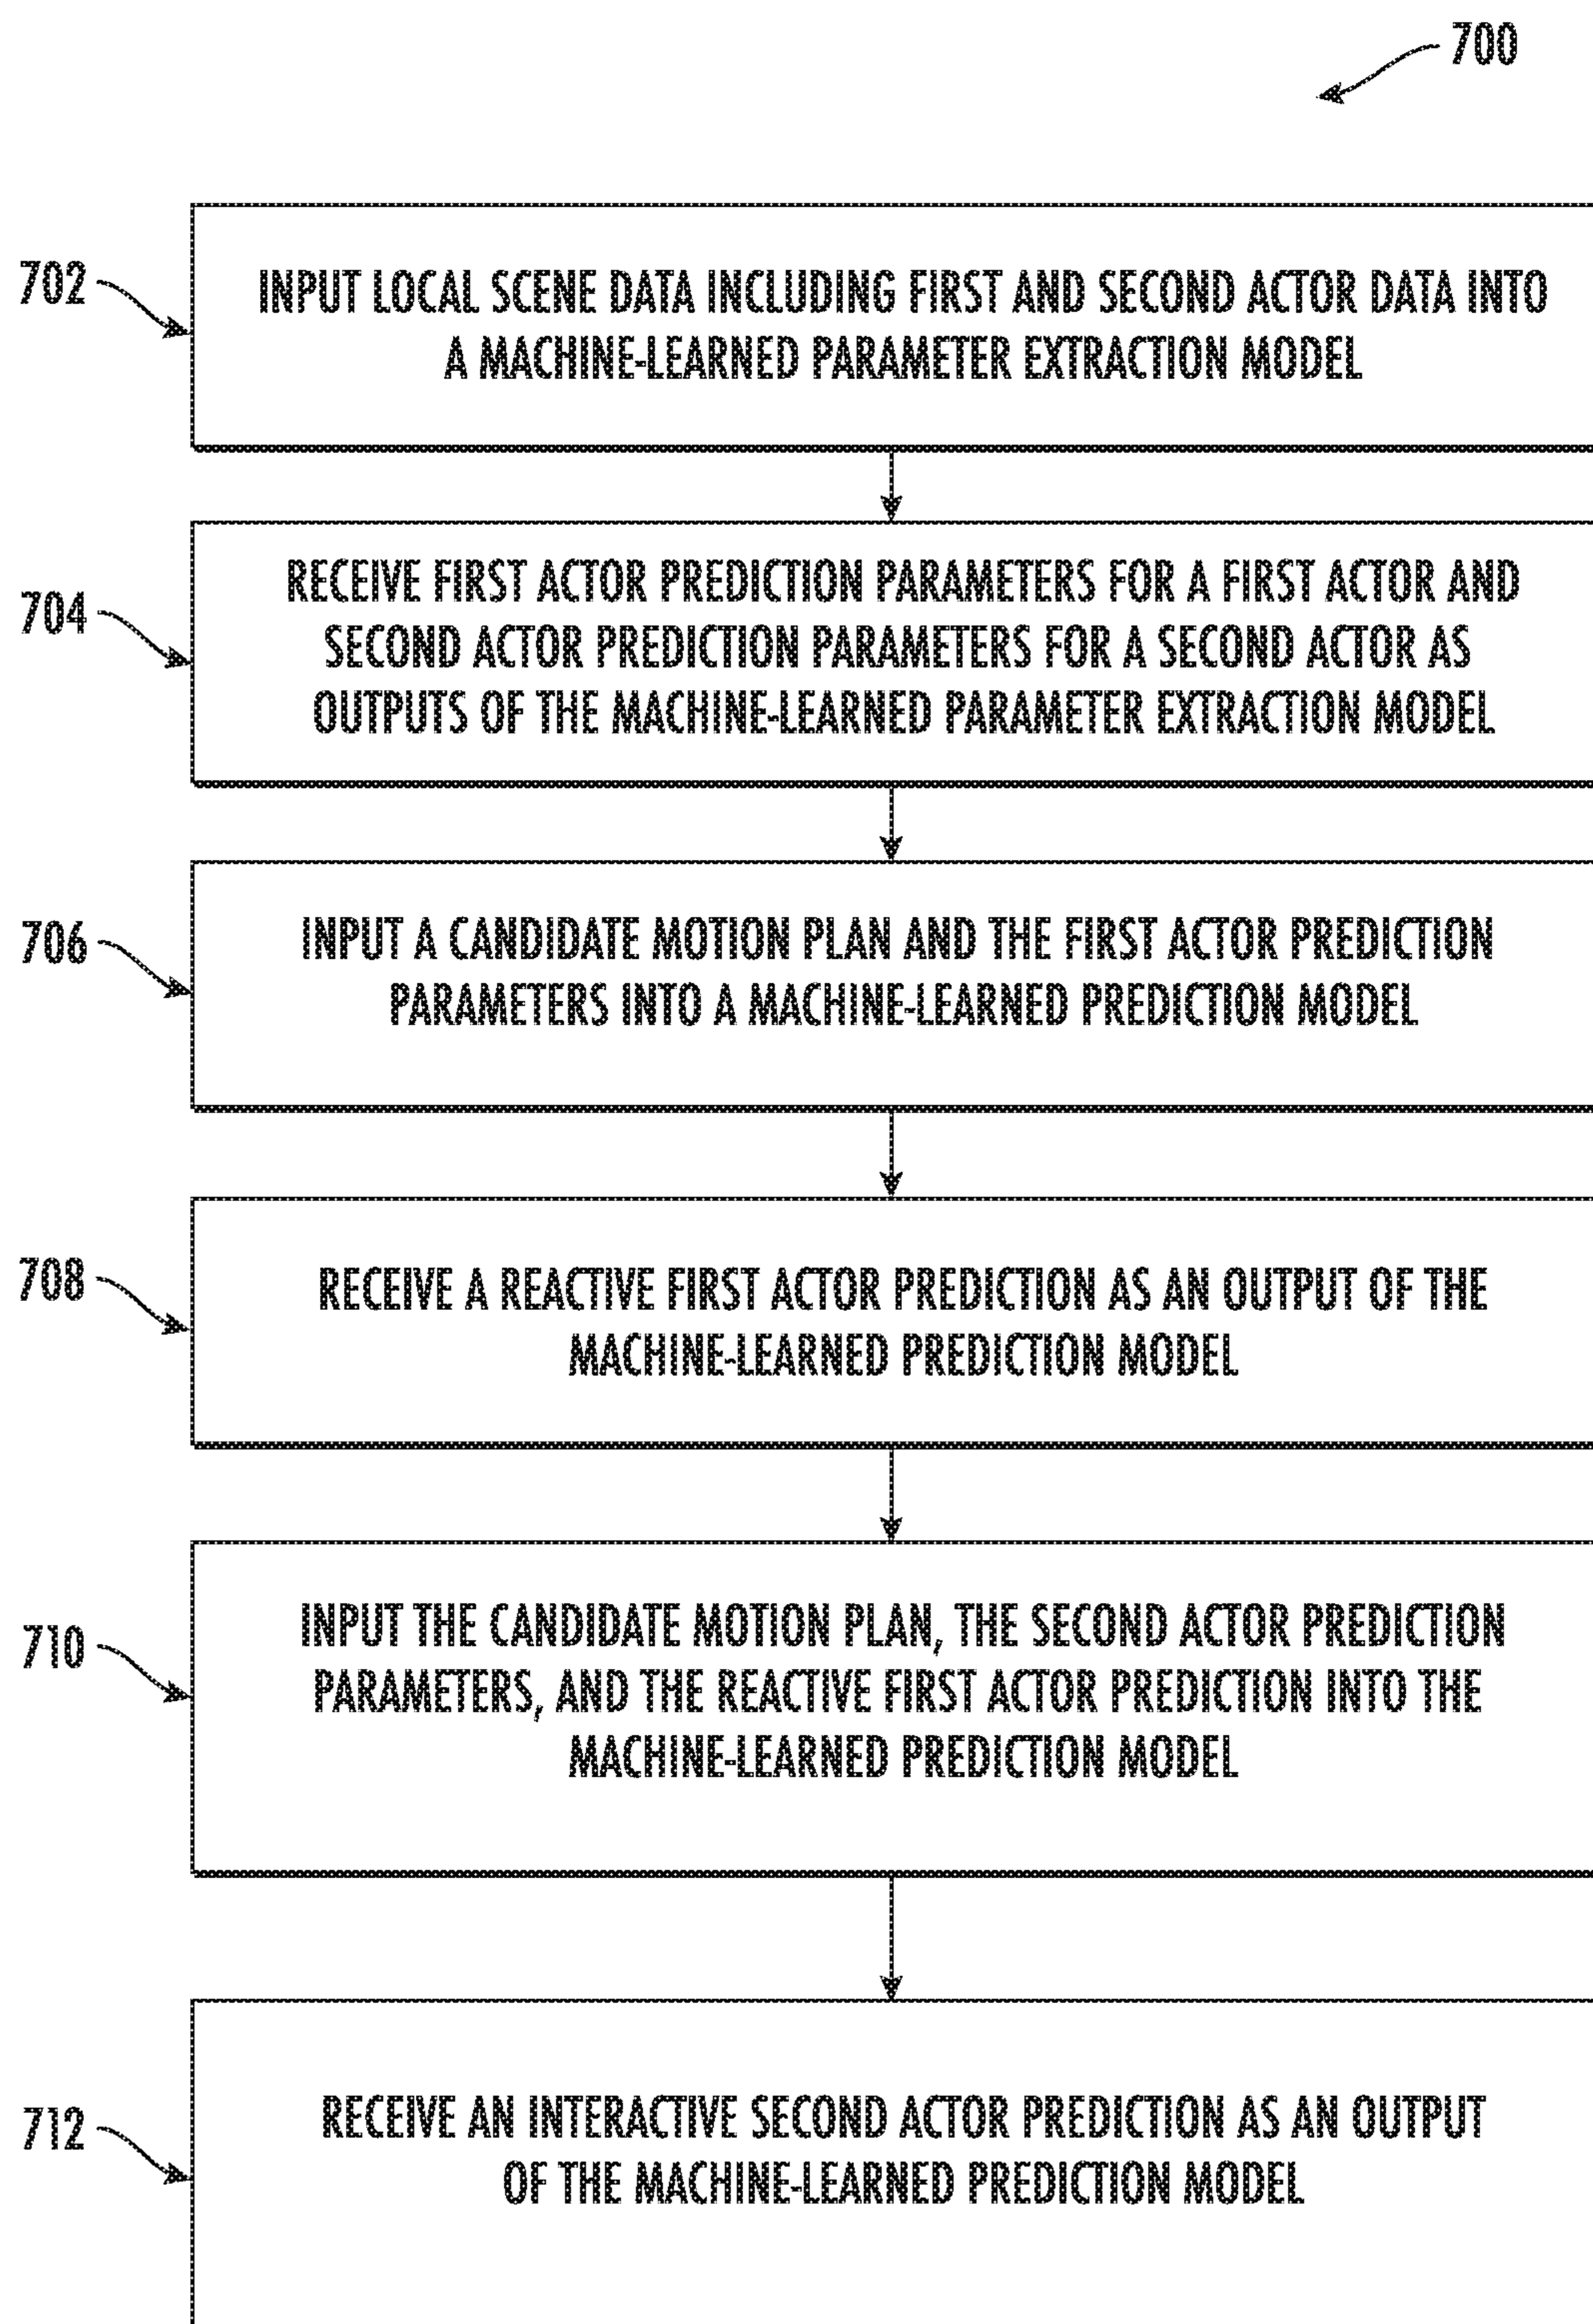 700
702
INPUT LOCAL SCENE DATA INCLUDING FIRST AND SECOND ACTOR DATA INTO
A MACHINE-LEARNED PARAMETER EXTRACTION MODEL
704
RECEIVE FIRST ACTOR PREDICTION PARAMETERS FOR A FIRST ACTOR AND
SECOND ACTOR PREDICTION PARAMETERS FOR A SECOND ACTOR AS
OUTPUTS OF THE MACHINE-LEARNED PARAMETER EXTRACTION MODEL
706
INPUT A CANDIDATE MOTION PLAN AND THE FIRST ACTOR PREDICTION
PARAMETERS INTO A MACHINE-LEARNED PREDICTION MODEL
708
RECEIVE A REACTIVE FIRST ACTOR PREDICTION AS AN OUTPUT OF THE
MACHINE-LEARNED PREDICTION MODEL
710
INPUT THE CANDIDATE MOTION PLAN, THE SECOND ACTOR PREDICTION
PARAMETERS, AND THE REACTIVE FIRST ACTOR PREDICTION INTO THE
MACHINE-LEARNED PREDICTION MODEL
712
RECEIVE AN INTERACTIVE SECOND ACTOR PREDICTION AS AN OUTPUT
OF THE MACHINE-LEARNED PREDICTION MODEL